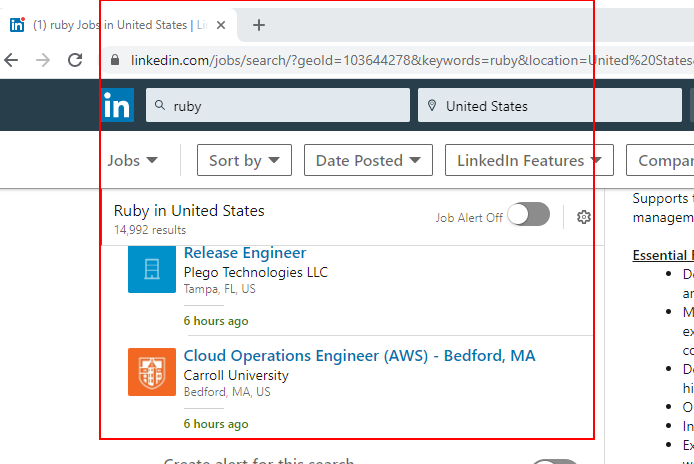 (1) ruby Jobs in United States | Li
linkedin.com/jobs/search/?geoId=103644278&keywords=ruby&location=United%20States&
in
ruby
United States
Jobs
Sort by
Date Posted
LinkedIn Features
Compan
Ruby in United States
14,992 results
Job Alert Off
Release Engineer
Plego Technologies LLC
Tampa, FL, US
6 hours ago
Cloud Operations Engineer (AWS) - Bedford, MA
Carroll University
Bedford, MA, US
6 hours ago
Create alert for this search
Supports t
managem
Essential F
De
an
M
ex
co
De
hi
O
In
Ex